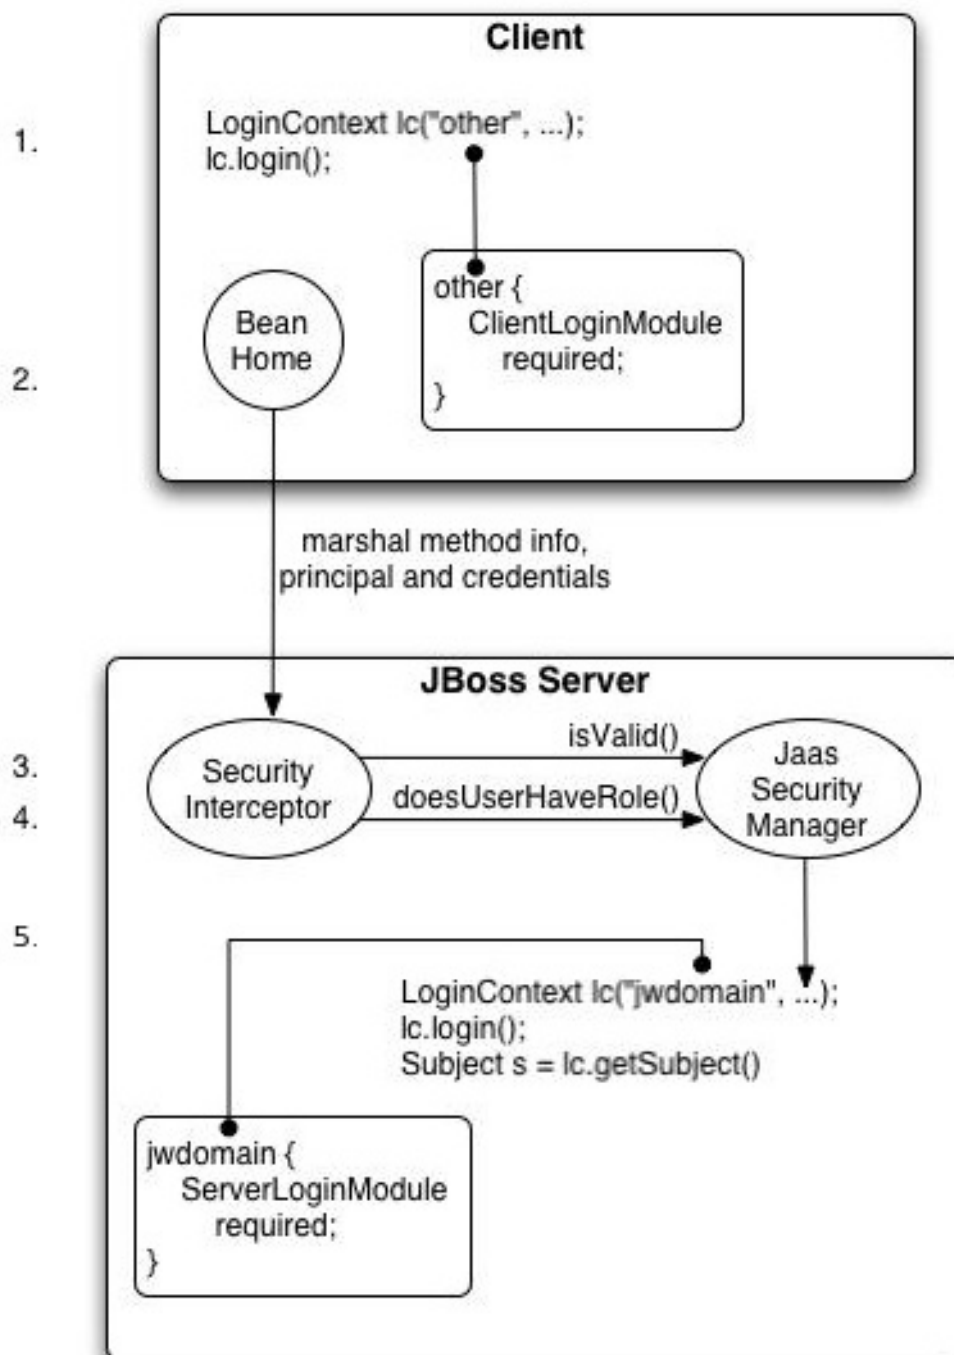 Client
1.
LoginContext lc("other", ...);
lc.login();
Bean
Home
other {
ClientLoginModule
required;
}
2.
marshal method info,
principal and credentials
JBoss Server
3.
4.
Security
Interceptor
isValid()
doesUserHaveRole()
Jaas
Security
Manager
5.
LoginContext lc("jwdomain", ...);
lc.login();
Subject s = lc.getSubject()
jwdomain {
ServerLoginModule
required;
}